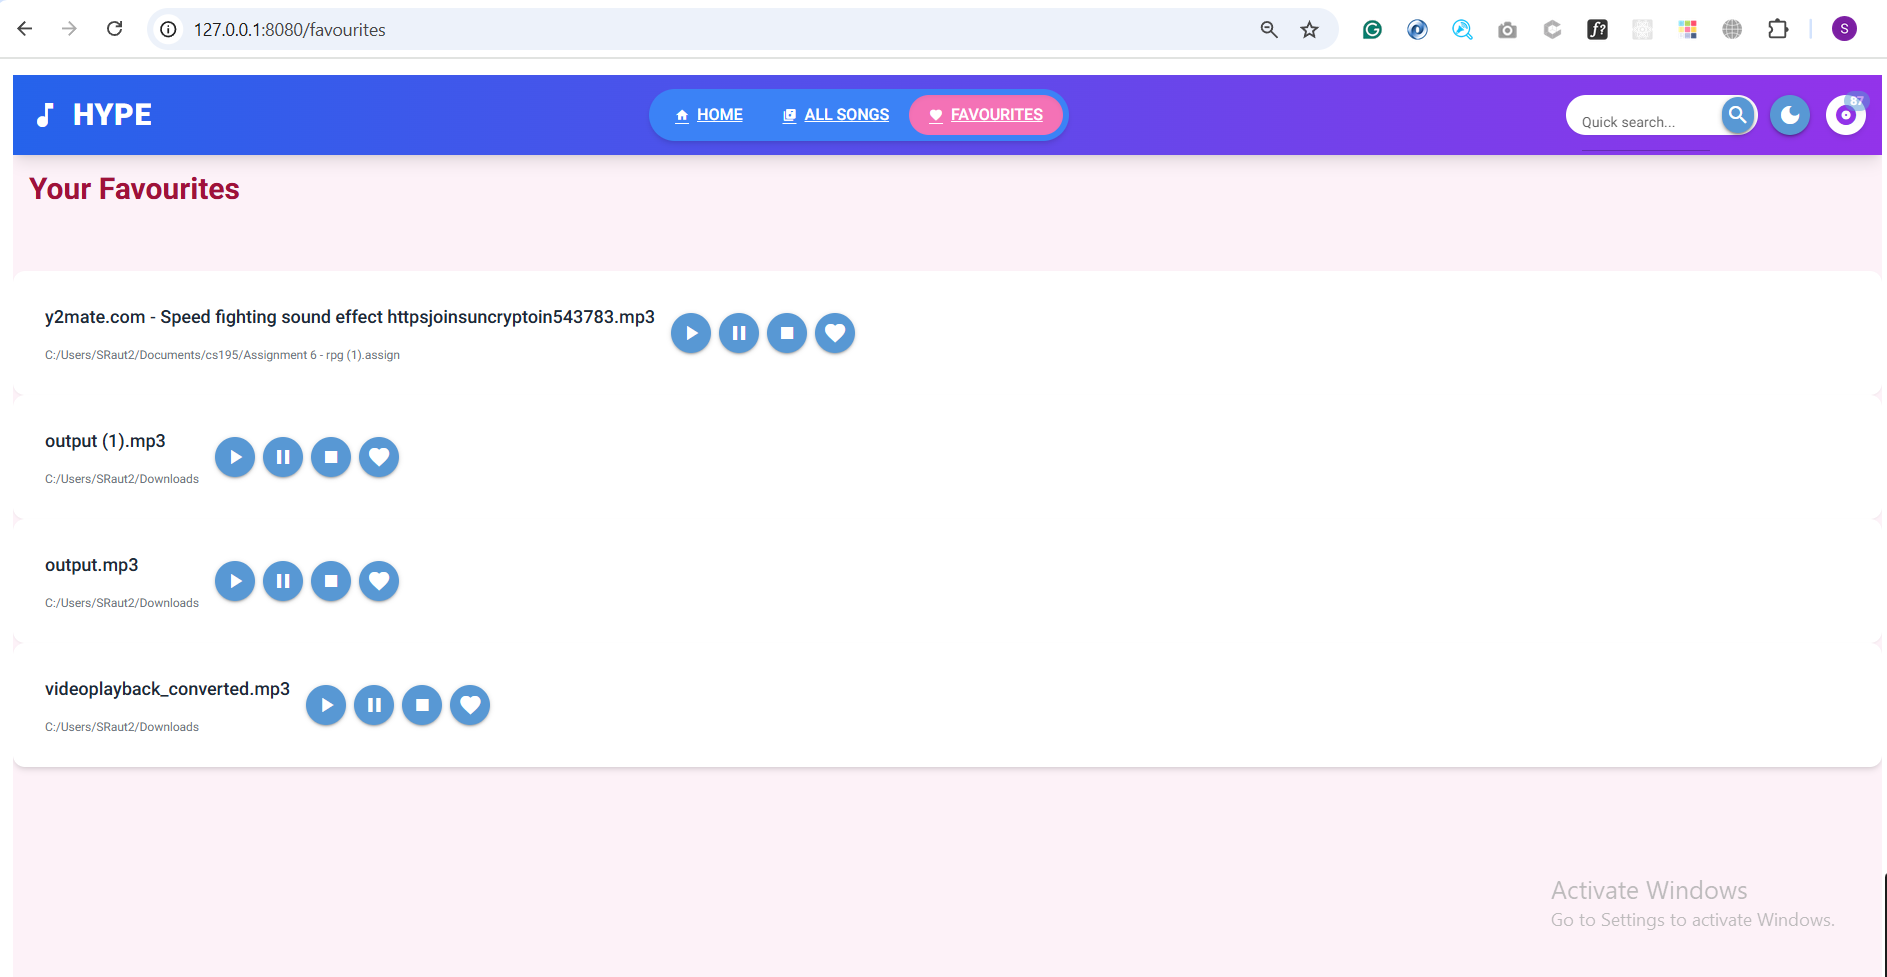 127.0.0.1:8080/favourites
S
HYPE
HOME
ALL SONGS
FAVOURITES
Quick search...
87
Your Favourites
y2mate.com - Speed fighting sound effect httpsjoinsuncryptoin543783.mp3
C:/Users/SRaut2/Documents/cs195/Assignment 6 - rpg (1).assign
output (1).mp3
C:/Users/SRaut2/Downloads
output.mp3
C:/Users/SRaut2/Downloads
videoplayback_converted.mp3
C:/Users/SRaut2/Downloads
Activate Windows
Go to Settings to activate Windows.